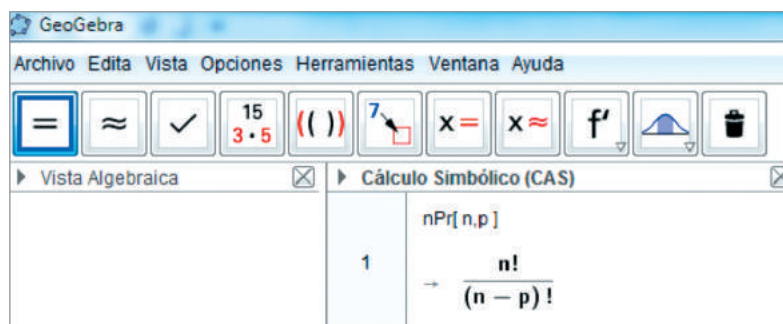 GeoGebra
Archivo Edita Vista Opciones Herramientas Ventana Ayuda
= ≈ ✓ 15 (( )) 7 x = x ≈ f'
3 · 5
Vista Algebraica Cálculo Simbólico (CAS)
nPr[ n,p ]
1 n!
→ (n − p) !